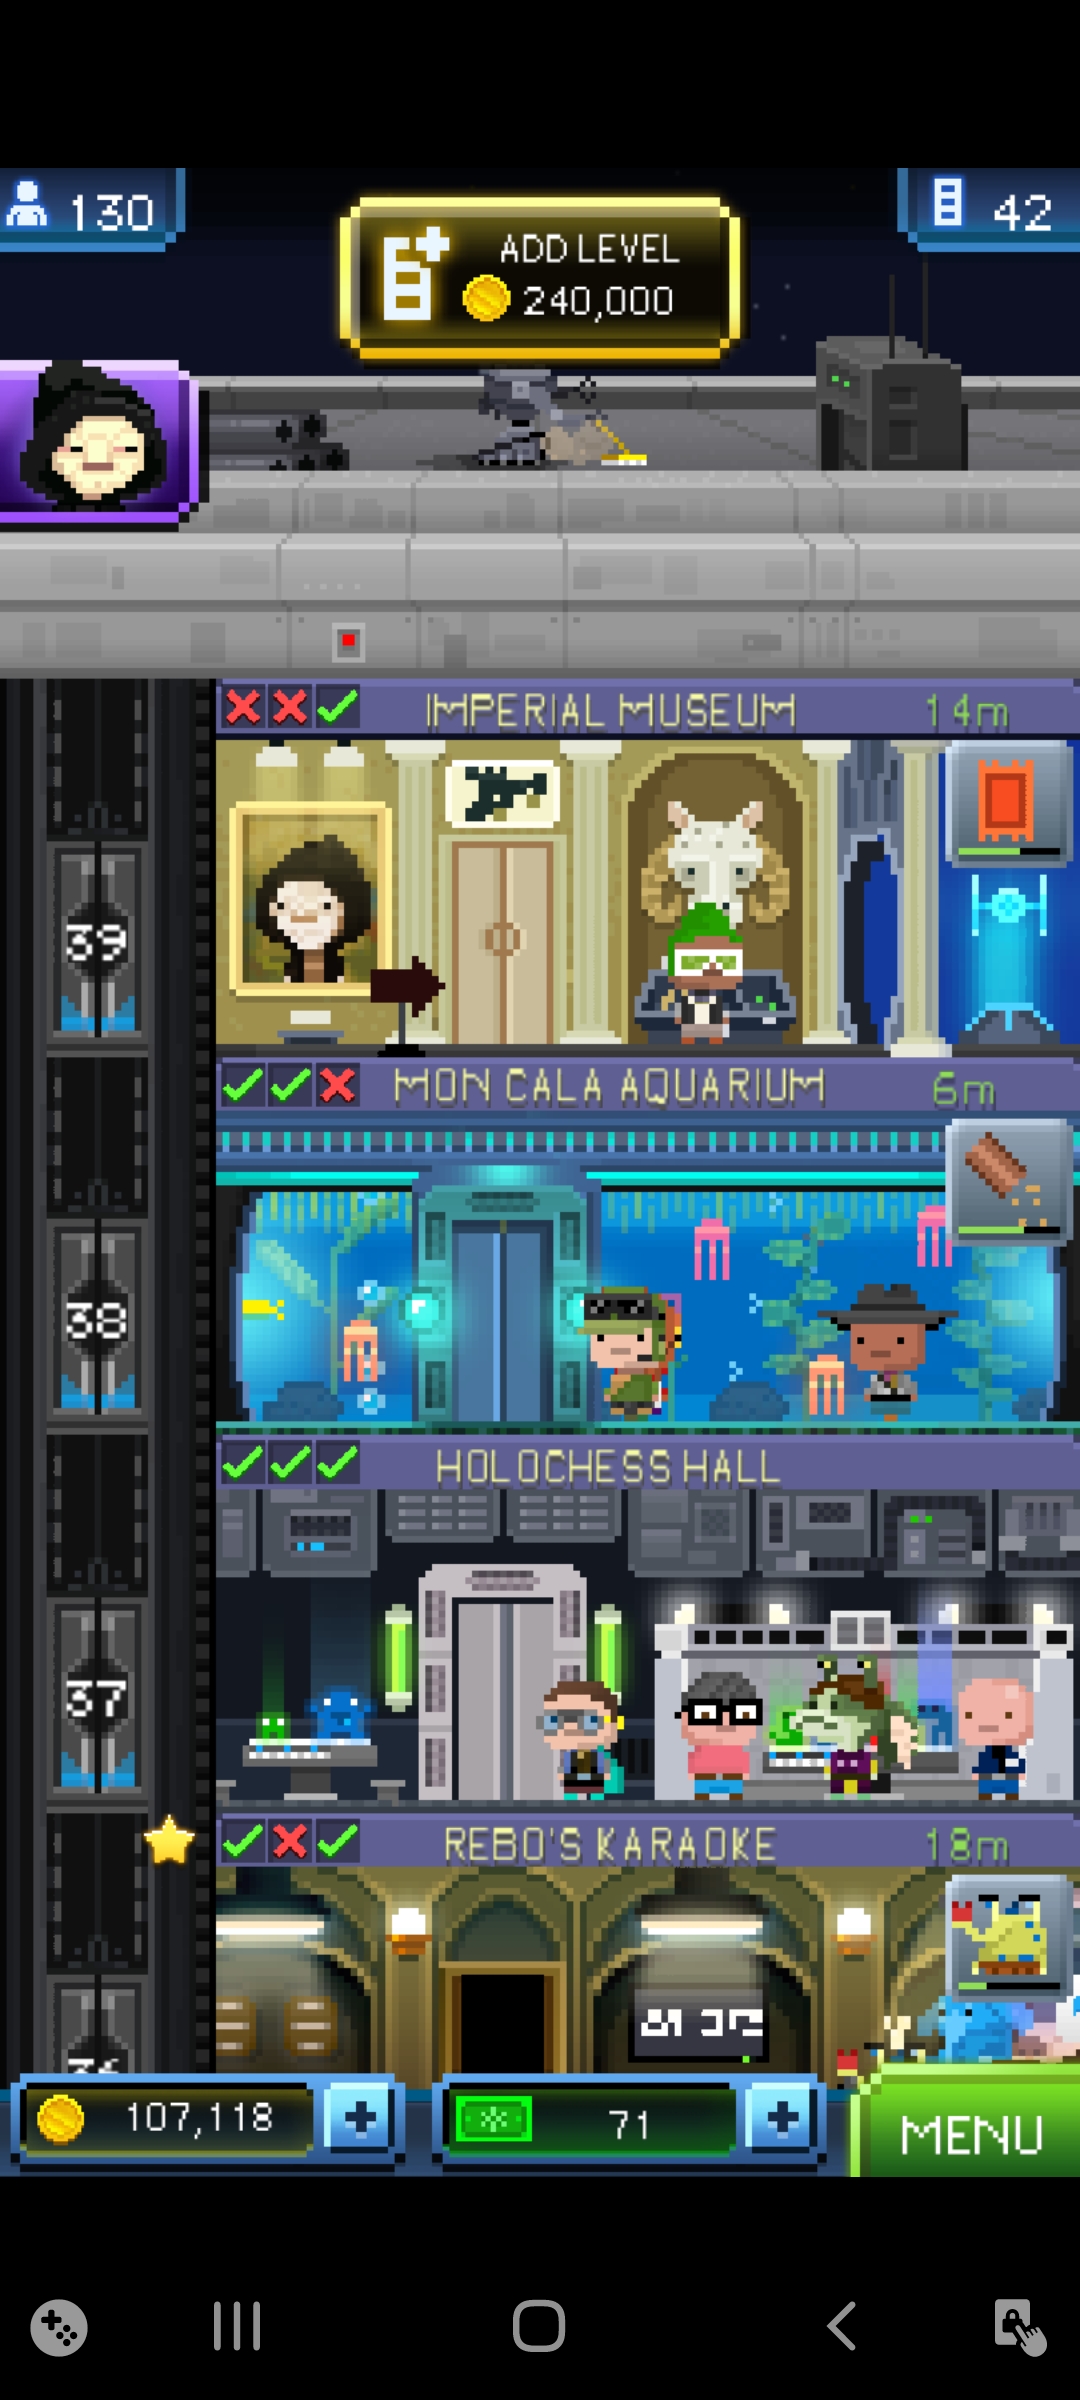 130
ADD LEVEL
240,000
42
IMPERIAL MUSEUM 14m
39
MON CALA AQUARIUM 6m
38
HOLOCHESS HALL
37
REBO'S KARAOKE 18m
107,118
71
MENU